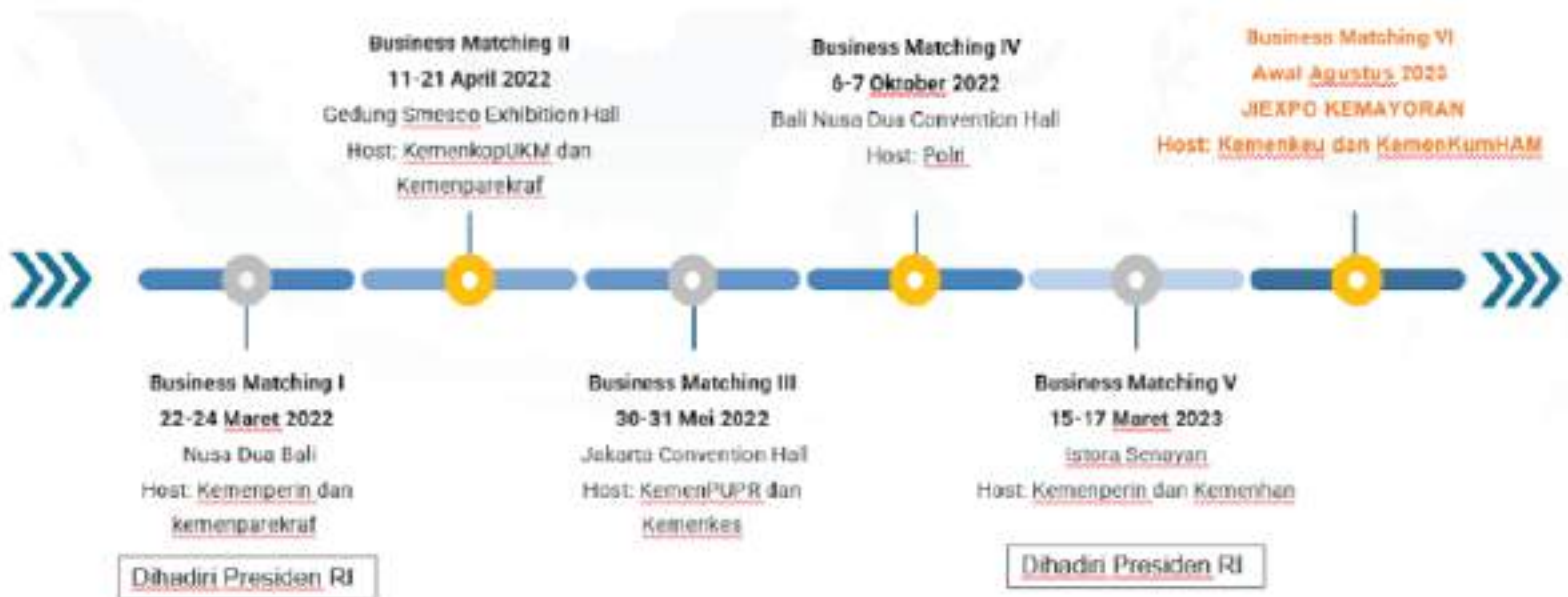 Business Matching II
11-21 April 2022
Gedung Smesco Exhibition Hall
Host: KemenkopUKM dan
Kemenparekraf
Business Matching IV
6-7 Oktober 2022
Bali Nusa Dua Convention Hall
Host: Polri
Business Matching VI
Awal Agustus 2023
JIEXPO KEMAYORAN
Host: Kemenkeu dan KemenKumHAM
Business Matching I
22-24 Maret 2022
Nusa Dua Bali
Host: Kemenperin dan
kemenparekraf
Dihadiri Presiden RI
Business Matching III
30-31 Mei 2022
Jakarta Convention Hall
Host: KemenPUPR dan
Kemenkes
Business Matching V
15-17 Maret 2023
Istora Senayan
Host: Kemenperin dan Kemenhan
Dihadiri Presiden RI